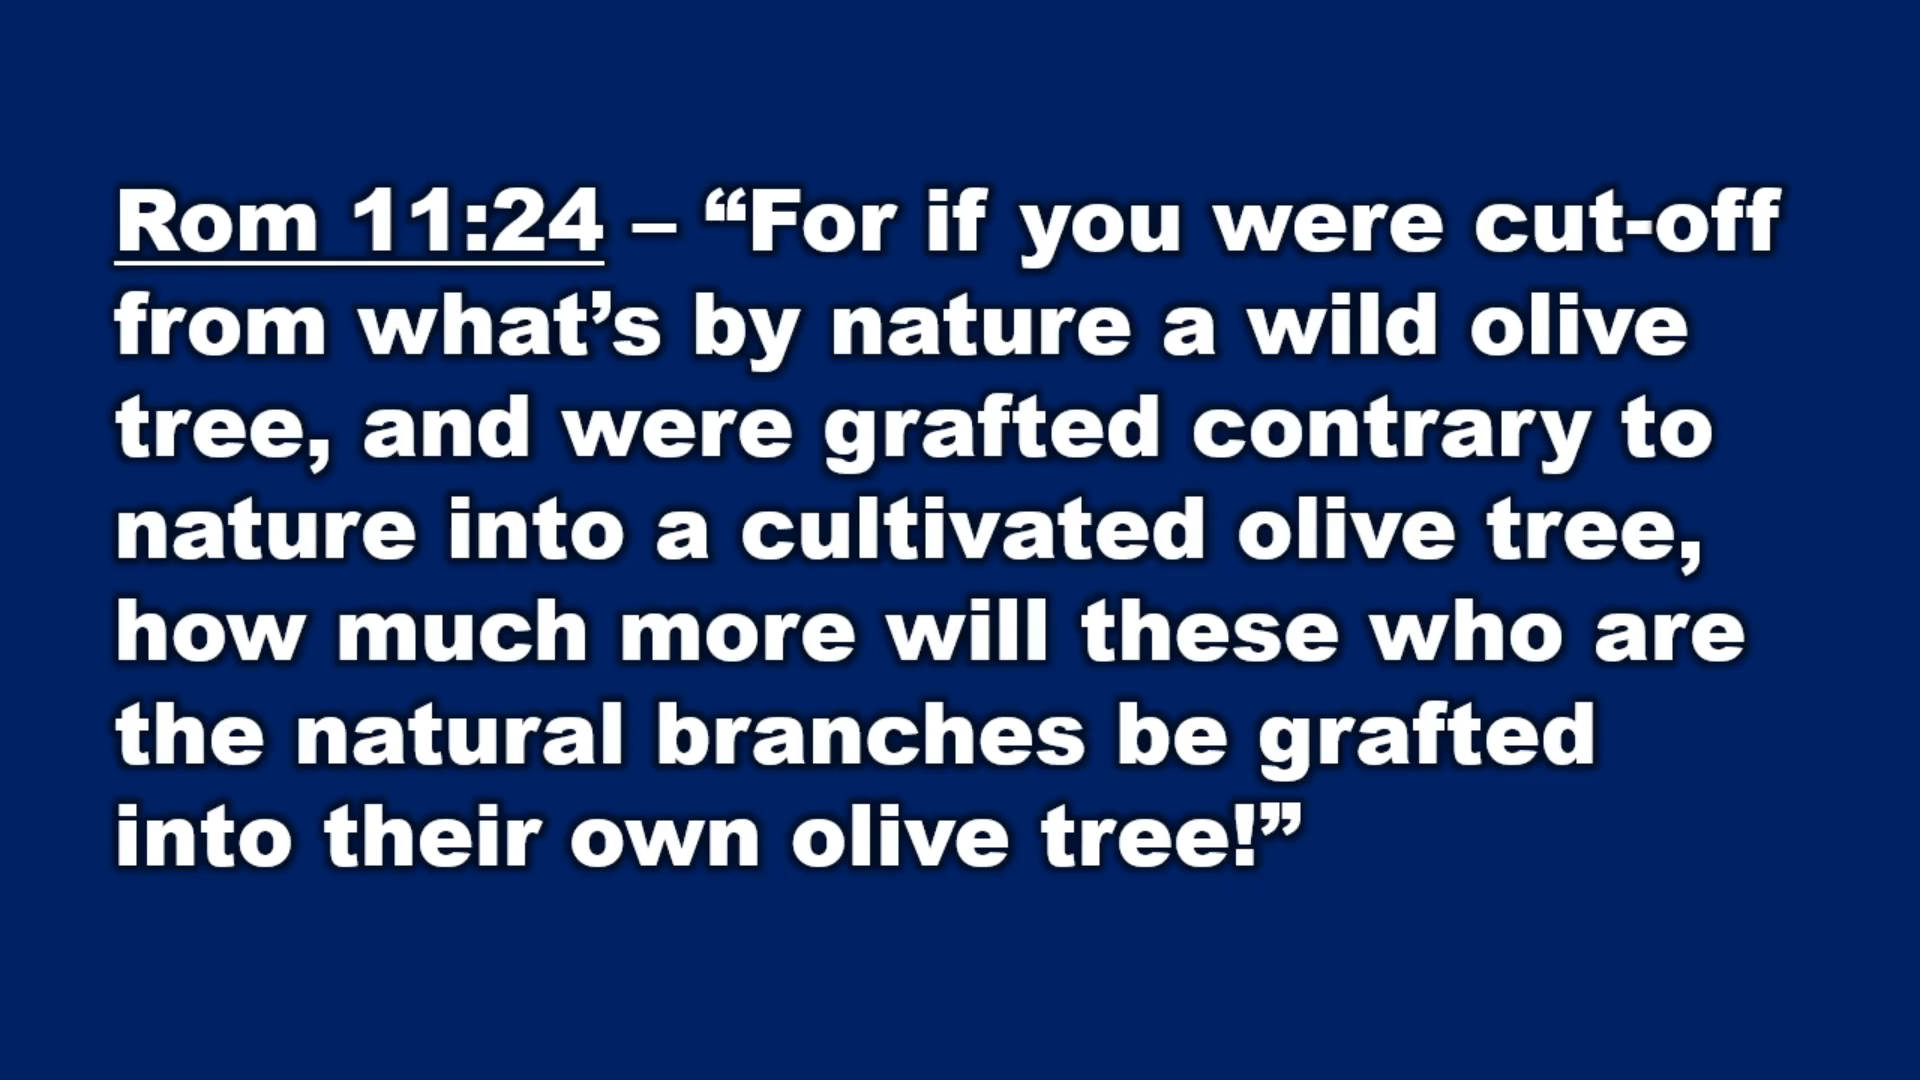 Rom 11:24 – “For if you were cut-off
from what’s by nature a wild olive
tree, and were grafted contrary to
nature into a cultivated olive tree,
how much more will these who are
the natural branches be grafted
into their own olive tree!”